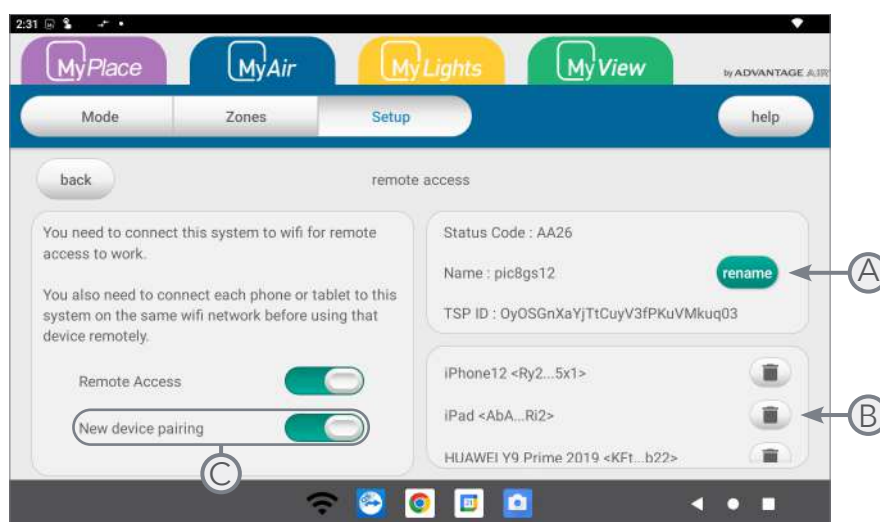 2:31
MyPlace
MyAir
MyLights
MyView
by ADVANTAGE AIR
Mode
Zones
Setup
help
back
remote access
You need to connect this system to wifi for remote
access to work.
You also need to connect each phone or tablet to this
system on the same wifi network before using that
device remotely.
Remote Access
New device pairing
C
Status Code : AA26
Name : pic8gs12
rename
A
TSP ID : OyOSGnXaYjTtCuyV3fPKuVMkuq03
iPhone12 <Ry2...5x1>
iPad <AbA...Ri2>
B
HUAWEI Y9 Prime 2019 <KFt...b22>
31